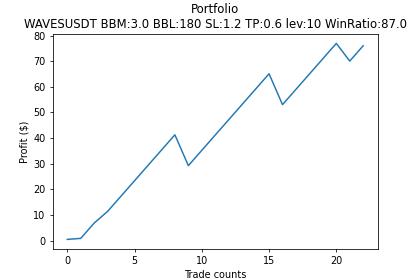 Portfolio
WAVESUSDT BBM:3.0 BBL:180 SL:1.2 TP:0.6 lev:10 WinRatio:87.0
80
70
60
50
40
30
20
10
0
Profit ($)
0 5 10 15 20
Trade counts